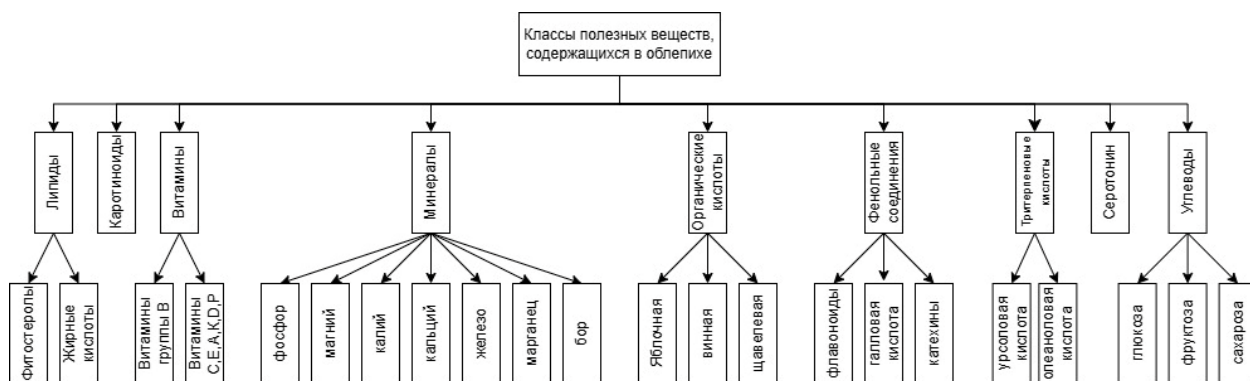 Классы полезных веществ,
содержащихся в облепихе
Липиды
Каротиноиды
Витамины
Минералы
Органические
кислоты
Фенольные
соединения
Тритерпеновые
кислоты
Серотонин
Углеводы
Фитостеролы
Жирные
кислоты
Витамины
группы В
Витамины
С,Е,А,К,D,Р
фосфор
магний
калий
кальций
железо
марганец
бор
Яблочная
винная
щавелевая
флавоноиды
галловая
кислота
катехины
урсоловая
кислота
олеаноловая
кислота
глюкоза
фруктоза
сахароза